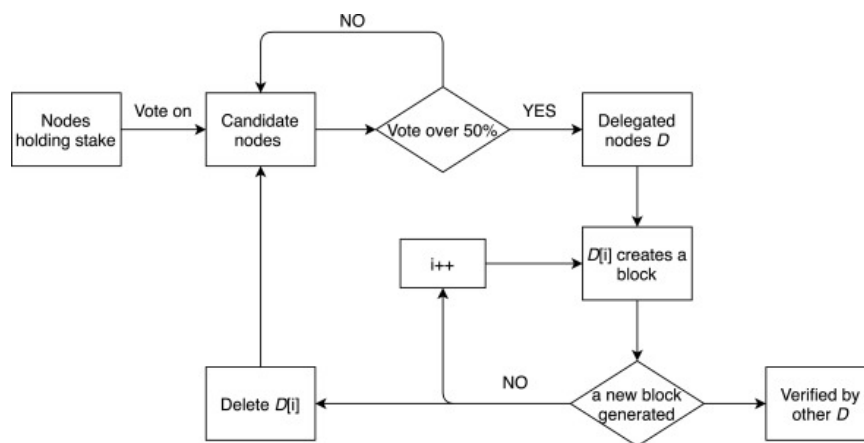 NO
Nodes
holding stake
Vote on
Candidate
nodes
Vote over 50%
YES
Delegated
nodes D
i++
D[i] creates a
block
Delete D[i]
NO
a new block
generated
Verified by
other D